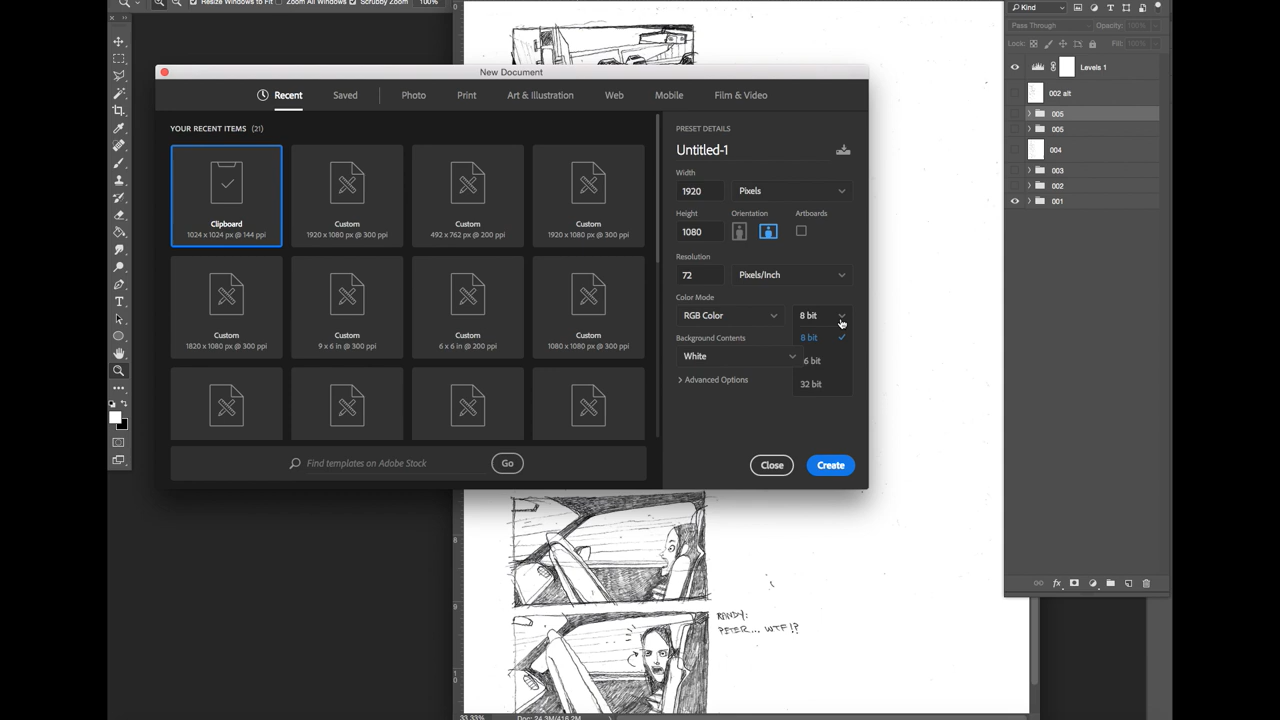 Resize Windows to Fit All Windows Scrubby Zoom 100%
Kind
Pass Through Opacity: 100%
Lock: Fill: 100%
Levels 1
002 alt
005
005
004
003
002
001
New Document
Recent Saved Photo Print Art & Illustration Web Mobile Film & Video
YOUR RECENT ITEMS (21)
Clipboard
1024 x 1024 px @ 144 ppi
Custom
1920 x 1080 px @ 300 ppi
Custom
492 x 762 px @ 200 ppi
Custom
1920 x 1080 px @ 300 ppi
Custom
1820 x 1080 px @ 300 ppi
Custom
9 x 6 in @ 300 ppi
Custom
6 x 6 in @ 200 ppi
Custom
1080 x 1080 px @ 300 ppi
Find templates on Adobe Stock Go
PRESET DETAILS
Untitled-1
Width
1920 Pixels
Height Orientation Artboards
1080
Resolution
72 Pixels/Inch
Color Mode
RGB Color 8 bit
8 bit
6 bit
32 bit
Background Contents
White
Advanced Options
Close Create
RANDY:
PETER... WTF!?
8
9
1
0
33.33% Doc: 24.3M/416.2M